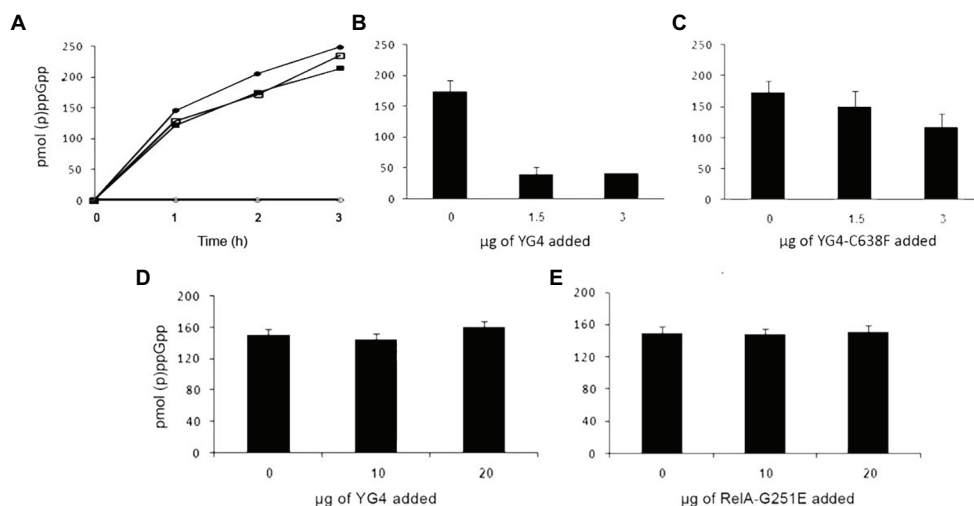 A
pmol (p)ppGpp
250
200
150
100
50
0
0 1 2 3
Time (h)
B
250
200
150
100
50
0
0 1.5 3
µg of YG4 added
C
250
200
150
100
50
0
0 1.5 3
µg of YG4-C638F added
D
pmol (p)ppGpp
200
160
120
80
40
0
0 10 20
µg of YG4 added
E
200
160
120
80
40
0
0 10 20
µg of RelA-G251E added